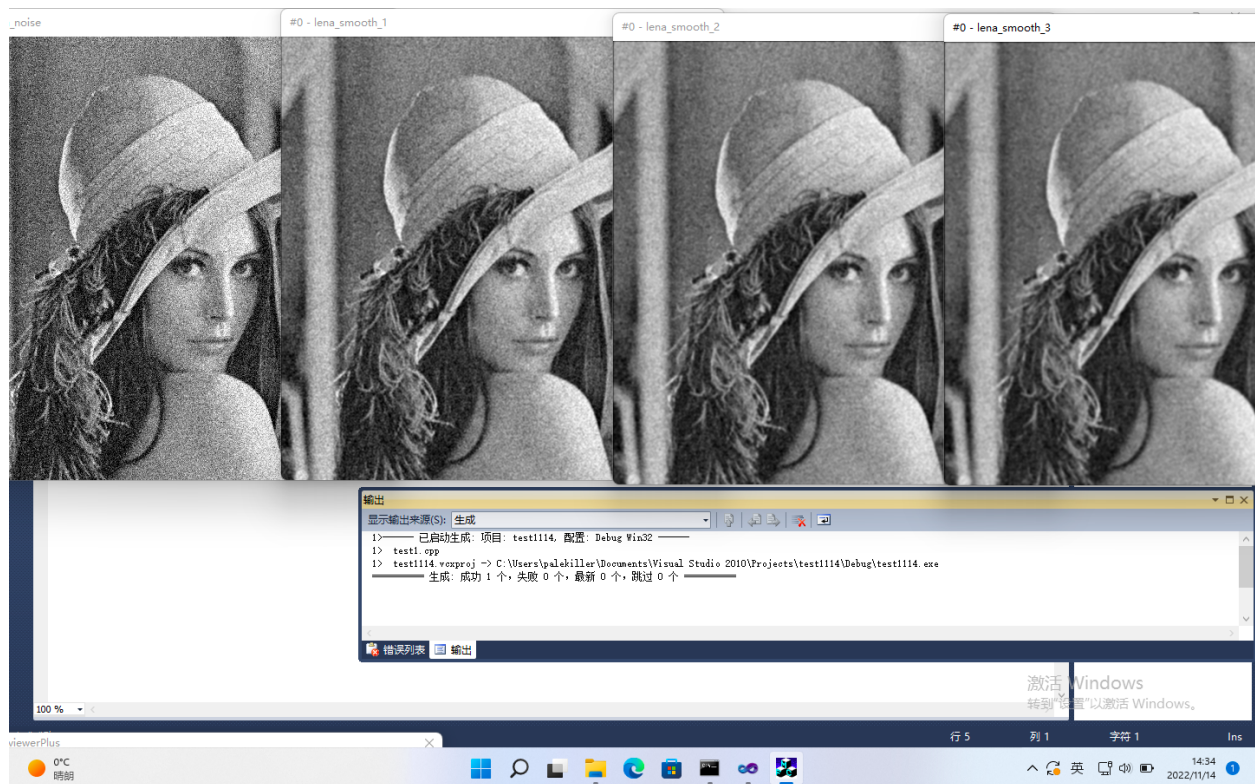 _noise
#0 - lena_smooth_1
#0 - lena_smooth_2
#0 - lena_smooth_3
输出
显示输出来源(S): 生成
1>—— 已启动生成: 项目: test1114, 配置: Debug Win32 ——
1> test1.cpp
1> test1114.vcxproj -> C:\Users\palekiller\Documents\Visual Studio 2010\Projects\test1114\Debug\test1114.exe
══════ 生成: 成功 1 个，失败 0 个，最新 0 个，跳过 0 个 ══════
错误列表 输出
激活 Windows
转到"设置"以激活 Windows。
100 %
行 5 列 1 字符 1 Ins
viewerPlus
0°C
晴朗
英
14:34
2022/11/14
1